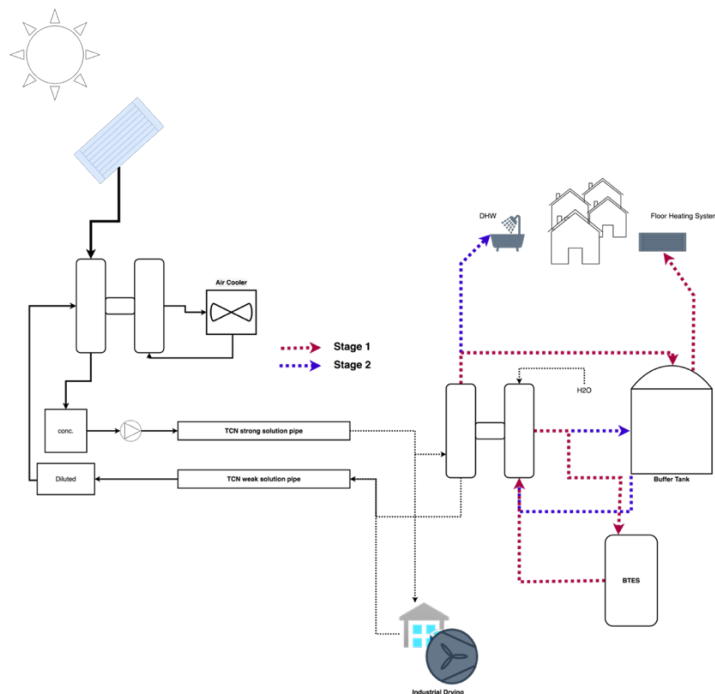 DHW
Floor Heating System
Air Cooler
Stage 1
Stage 2
H2O
conc.
TCN strong solution pipe
Diluted
TCN weak solution pipe
Buffer Tank
BTES
Industrial Drying